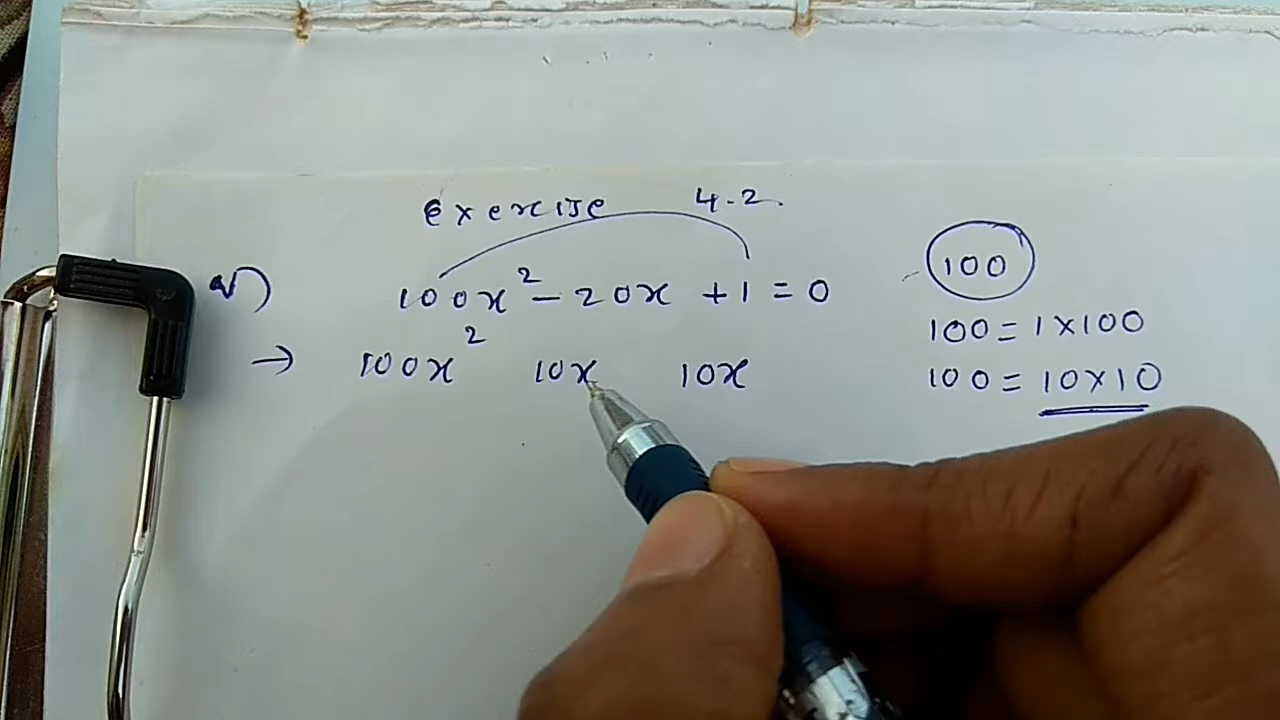 exercise 4.2.
v) 100x² - 20x + 1 = 0
→ 100x² 10x 10x
100
100 = 1 x 100
100 = 10 x 10